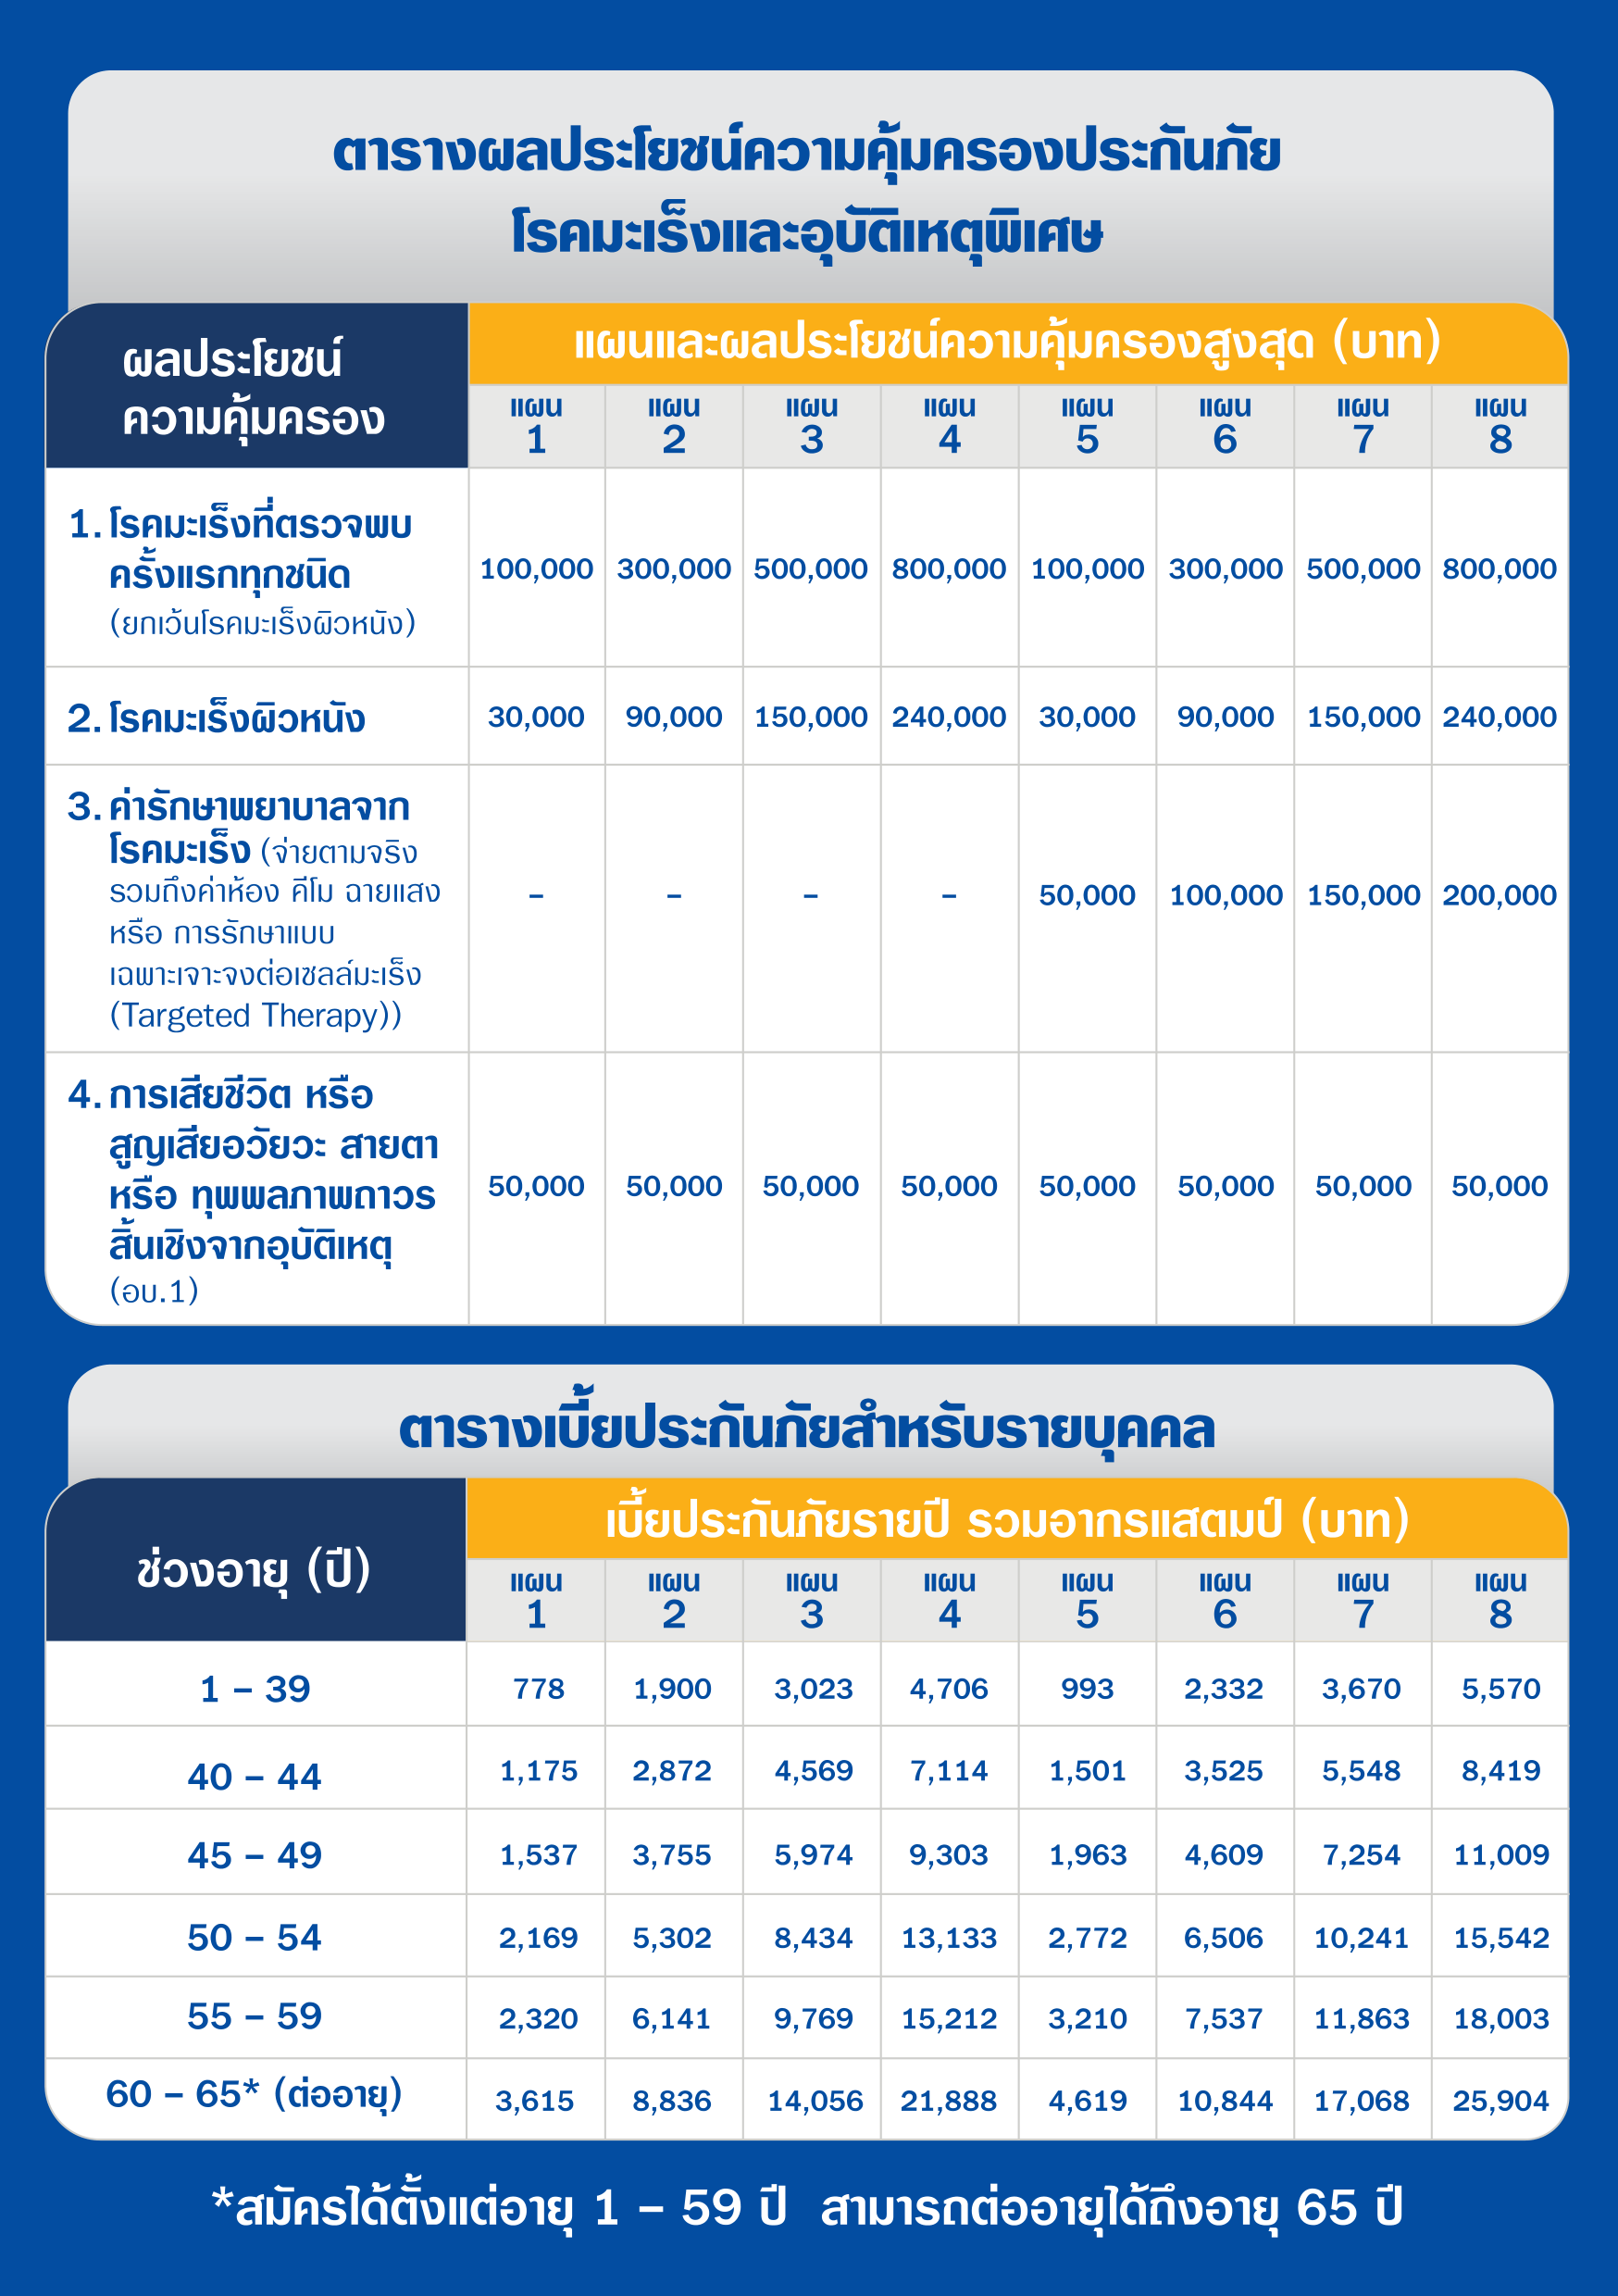 ตารางผลประโยชน์ความคุ้มครองประกันภัย
โรคมะเร็งและอุบัติเหตุพิเศษ
ผลประโยชน์
ความคุ้มครอง
แผนและผลประโยชน์ความคุ้มครองสูงสุด (บาท)
แผน 1 แผน 2 แผน 3 แผน 4 แผน 5 แผน 6 แผน 7 แผน 8
1. โรคมะเร็งที่ตรวจพบ
ครั้งแรกทุกชนิด
(ยกเว้นโรคมะเร็งผิวหนัง)
100,000 300,000 500,000 800,000 100,000 300,000 500,000 800,000
2. โรคมะเร็งผิวหนัง
30,000 90,000 150,000 240,000 30,000 90,000 150,000 240,000
3. ค่ารักษาพยาบาลจาก
โรคมะเร็ง (จ่ายตามจริง
รวมถึงค่าห้อง คีโม ฉายแสง
หรือ การรักษาแบบ
เฉพาะเจาะจงต่อเซลล์มะเร็ง
(Targeted Therapy))
– – – – 50,000 100,000 150,000 200,000
4. การเสียชีวิต หรือ
สูญเสียอวัยวะ สายตา
หรือ ทุพพลภาพถาวร
สิ้นเชิงจากอุบัติเหตุ
(อบ.1)
50,000 50,000 50,000 50,000 50,000 50,000 50,000 50,000
ตารางเบี้ยประกันภัยสำหรับรายบุคคล
ช่วงอายุ (ปี)
เบี้ยประกันภัยรายปี รวมอากรแสตมป์ (บาท)
แผน 1 แผน 2 แผน 3 แผน 4 แผน 5 แผน 6 แผน 7 แผน 8
1 – 39 778 1,900 3,023 4,706 993 2,332 3,670 5,570
40 – 44 1,175 2,872 4,569 7,114 1,501 3,525 5,548 8,419
45 – 49 1,537 3,755 5,974 9,303 1,963 4,609 7,254 11,009
50 – 54 2,169 5,302 8,434 13,133 2,772 6,506 10,241 15,542
55 – 59 2,320 6,141 9,769 15,212 3,210 7,537 11,863 18,003
60 – 65* (ต่ออายุ) 3,615 8,836 14,056 21,888 4,619 10,844 17,068 25,904
*สมัครได้ตั้งแต่อายุ 1 – 59 ปี สามารถต่ออายุได้ถึงอายุ 65 ปี